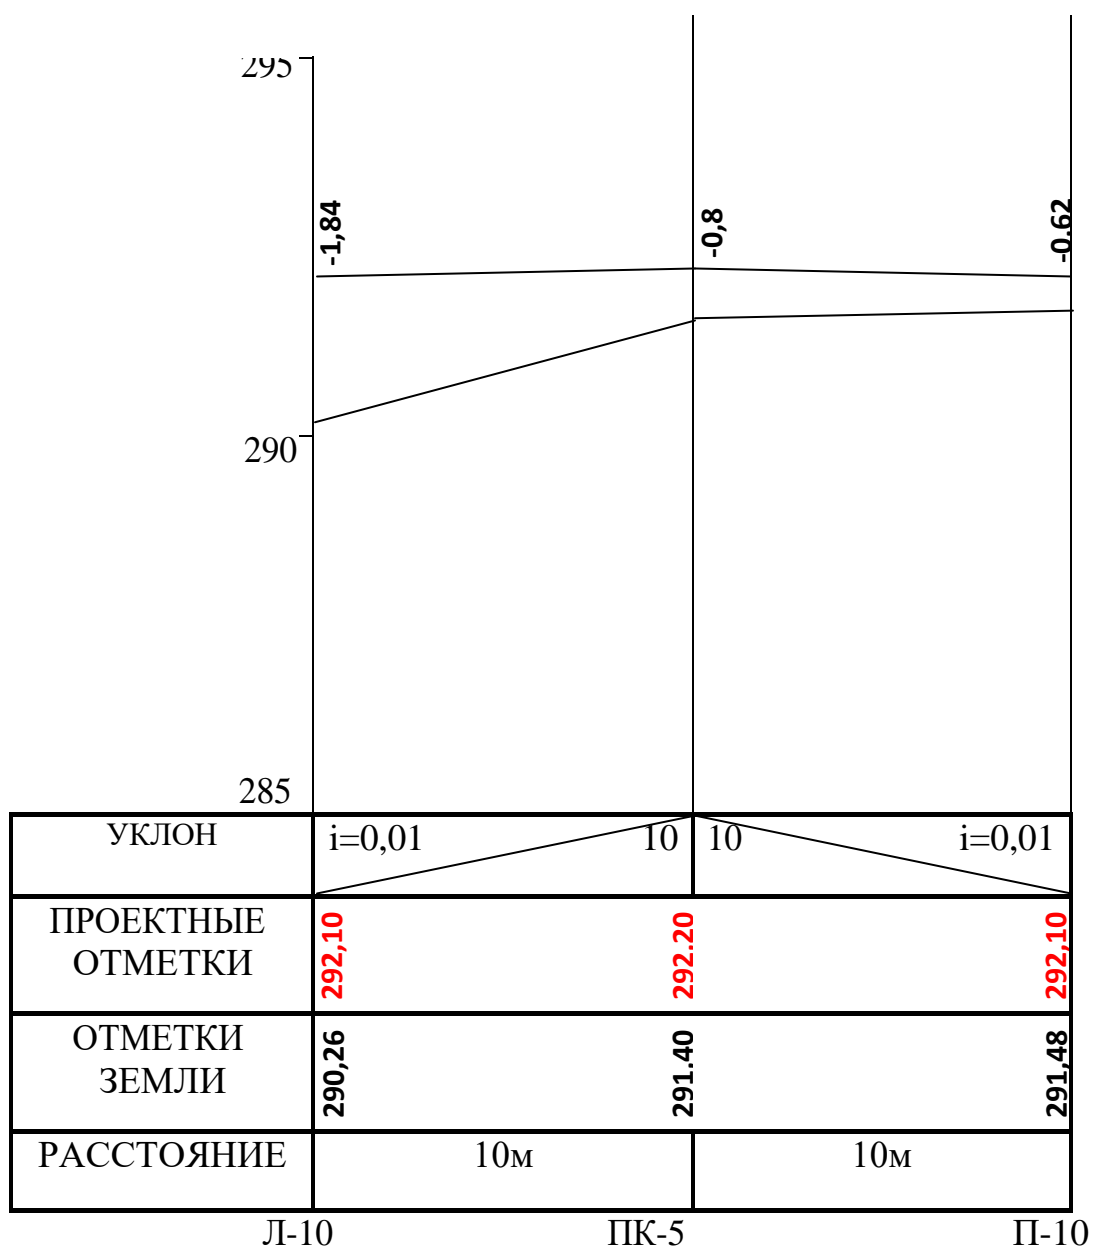 295
-1,84
-0,8
-0.62
290
285
УКЛОН
i=0,01
10
10
i=0,01
ПРОЕКТНЫЕ
ОТМЕТКИ
292,10
292.20
292,10
ОТМЕТКИ
ЗЕМЛИ
290,26
291.40
291,48
РАССТОЯНИЕ
10м
10м
Л-10
ПК-5
П-10